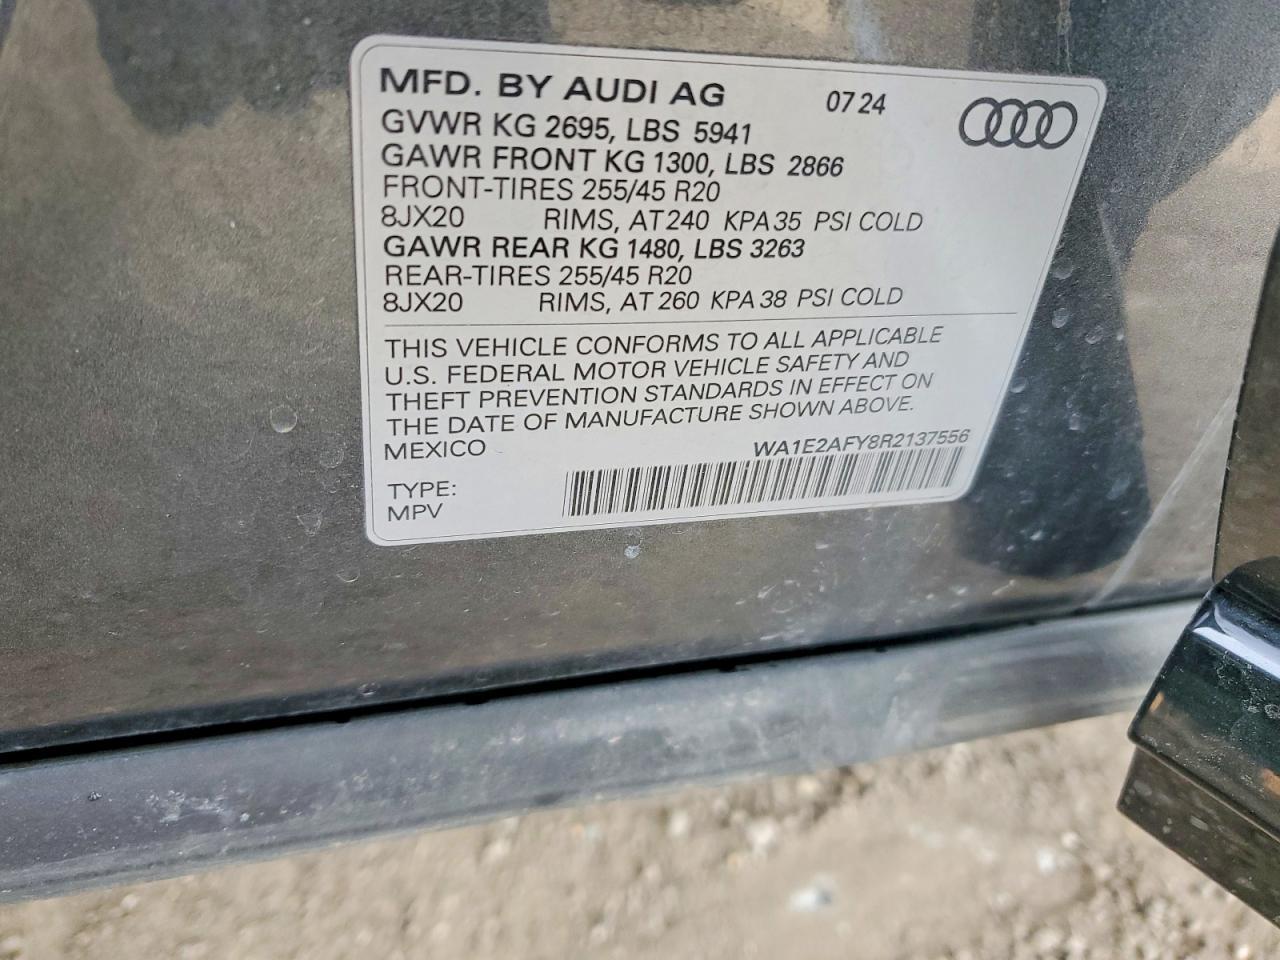 MFD. BY AUDI AG 07 24
GVWR KG 2695, LBS 5941
GAWR FRONT KG 1300, LBS 2866
FRONT-TIRES 255/45 R20
8JX20 RIMS, AT 240 KPA 35 PSI COLD
GAWR REAR KG 1480, LBS 3263
REAR-TIRES 255/45 R20
8JX20 RIMS, AT 260 KPA 38 PSI COLD
THIS VEHICLE CONFORMS TO ALL APPLICABLE
U.S. FEDERAL MOTOR VEHICLE SAFETY AND
THEFT PREVENTION STANDARDS IN EFFECT ON
THE DATE OF MANUFACTURE SHOWN ABOVE.
MEXICO WA1E2AFY8R2137556
TYPE:
MPV